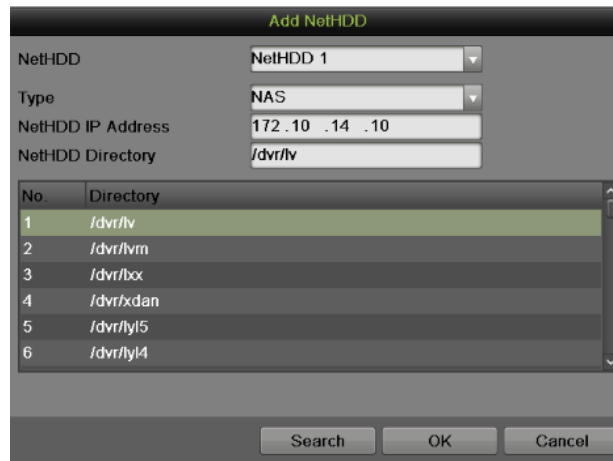 Add NetHDD
NetHDD NetHDD 1
Type NAS
NetHDD IP Address 172 .10 .14 .10
NetHDD Directory /dvr/lv
No. Directory
1 /dvr/lv
2 /dvr/lvm
3 /dvr/lxx
4 /dvr/xdan
5 /dvr/lyl5
6 /dvr/lyl4
Search OK Cancel